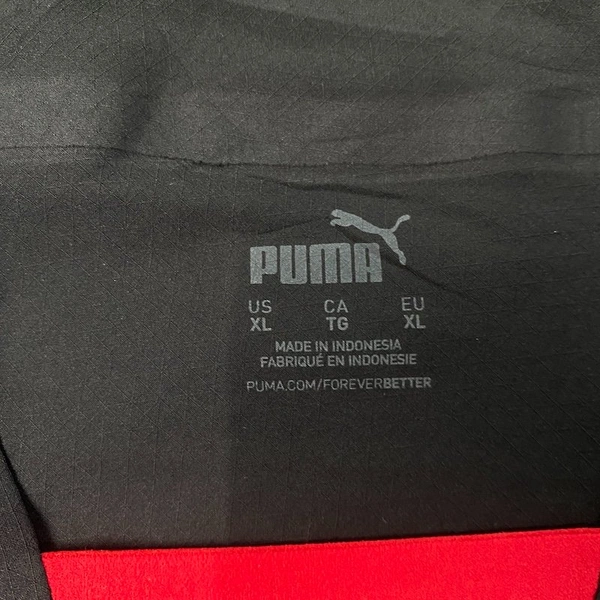 PUMA
US CA EU
XL TG XL
MADE IN INDONESIA
FABRIQUÉ EN INDONESIE
PUMA.COM/FOREVERBETTER